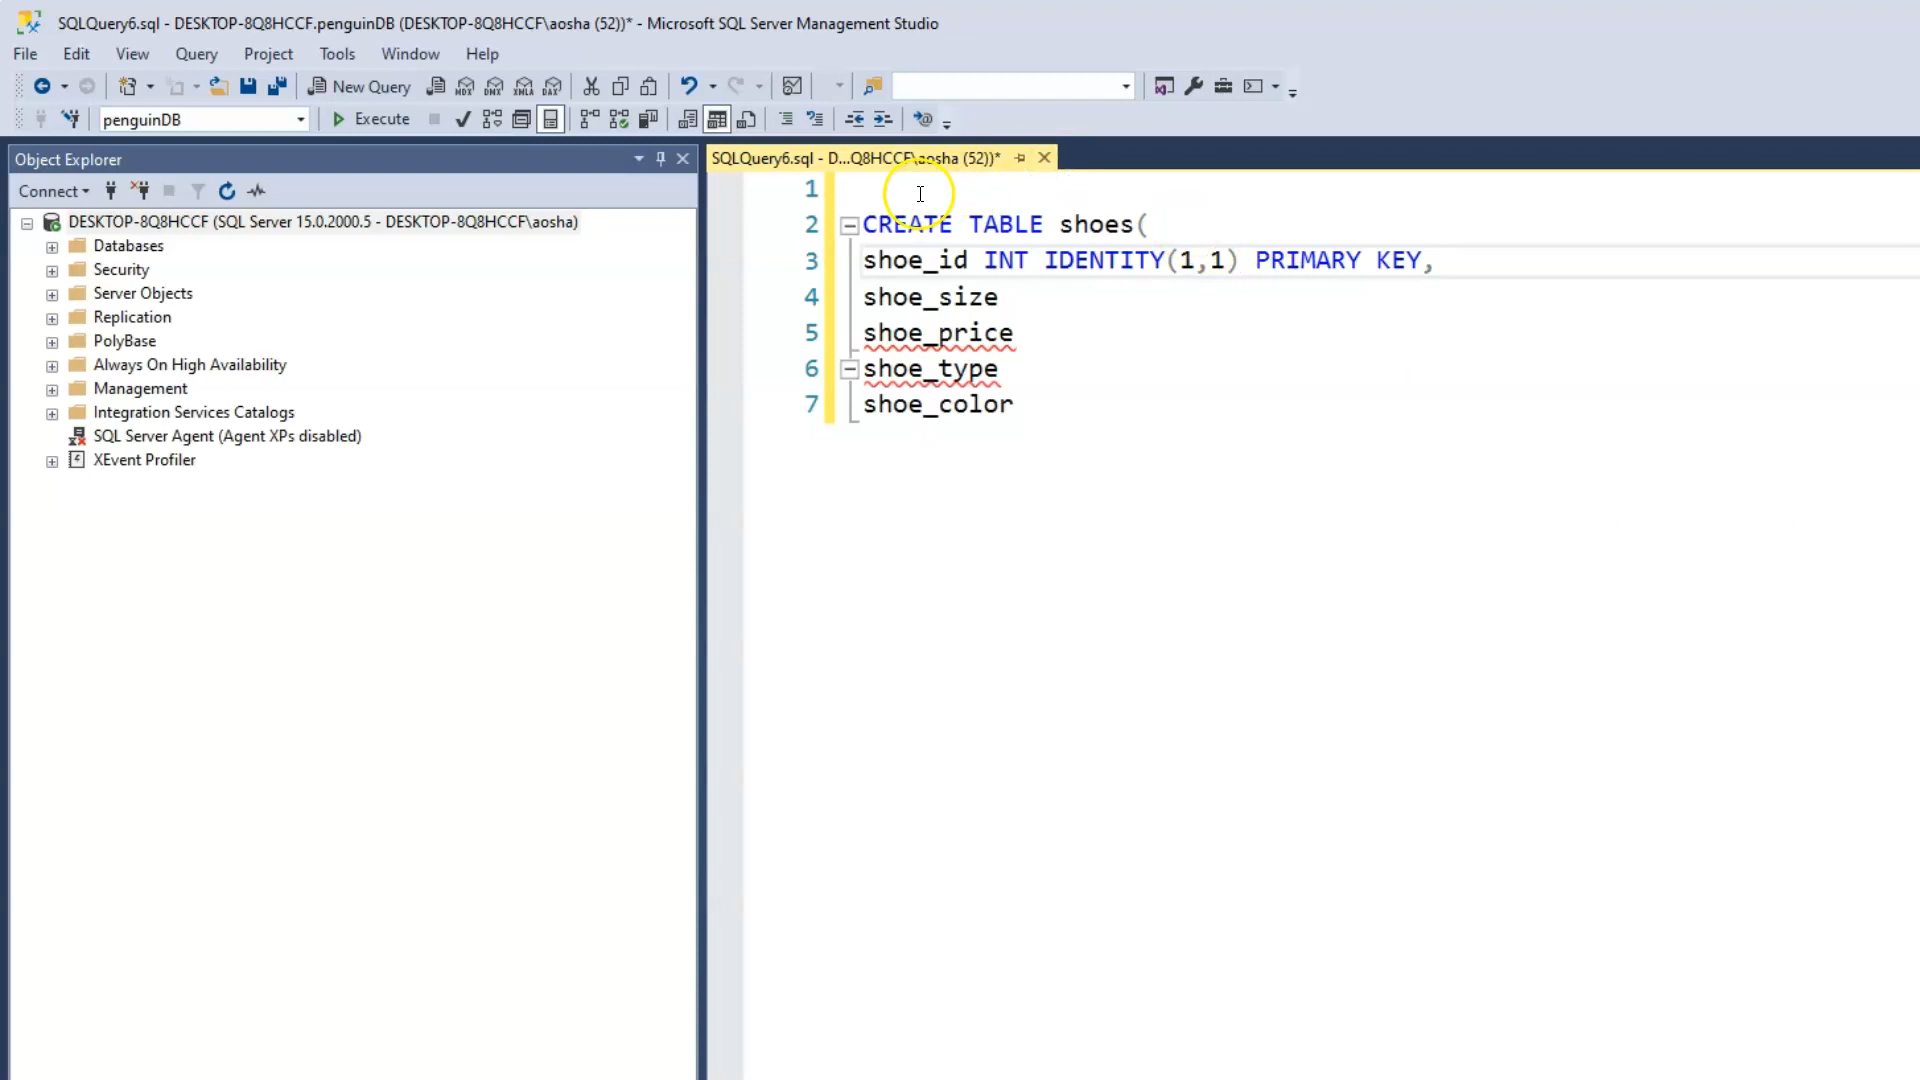 SQLQuery6.sql - DESKTOP-8Q8HCCF.penguinDB (DESKTOP-8Q8HCCF\aosha (52))* - Microsoft SQL Server Management Studio
File Edit View Query Project Tools Window Help
New Query
MDX DMX XMLA DAX
penguinDB Execute
Object Explorer
Connect
DESKTOP-8Q8HCCF (SQL Server 15.0.2000.5 - DESKTOP-8Q8HCCF\aosha)
Databases
Security
Server Objects
Replication
PolyBase
Always On High Availability
Management
Integration Services Catalogs
SQL Server Agent (Agent XPs disabled)
XEvent Profiler
SQLQuery6.sql - D...Q8HCCF\aosha (52))*
1
2 CREATE TABLE shoes(
3 shoe_id INT IDENTITY(1,1) PRIMARY KEY,
4 shoe_size
5 shoe_price
6 shoe_type
7 shoe_color